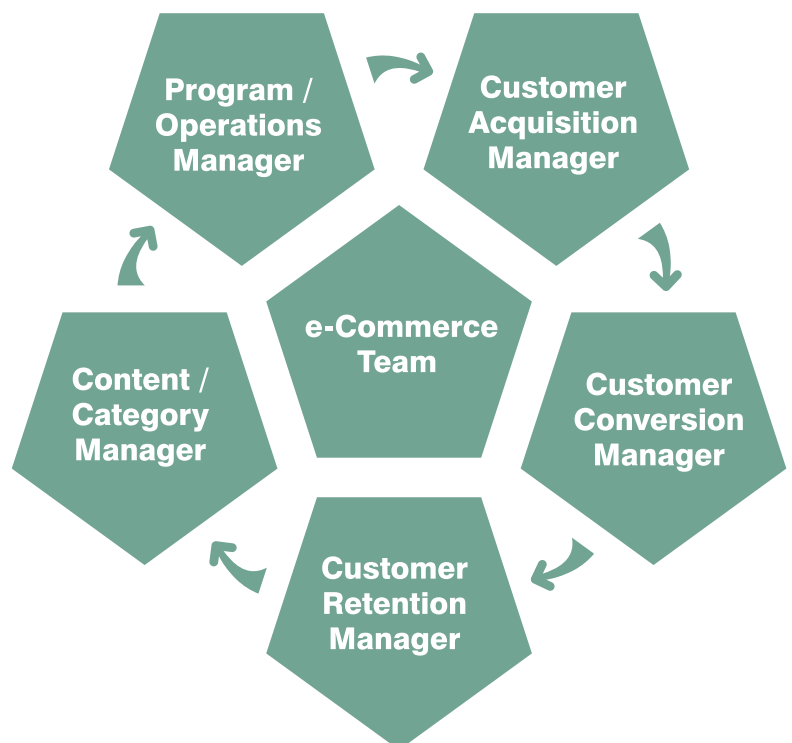 Program /
Operations
Manager
Customer
Acquisition
Manager
e-Commerce
Team
Customer
Conversion
Manager
Customer
Retention
Manager
Content /
Category
Manager